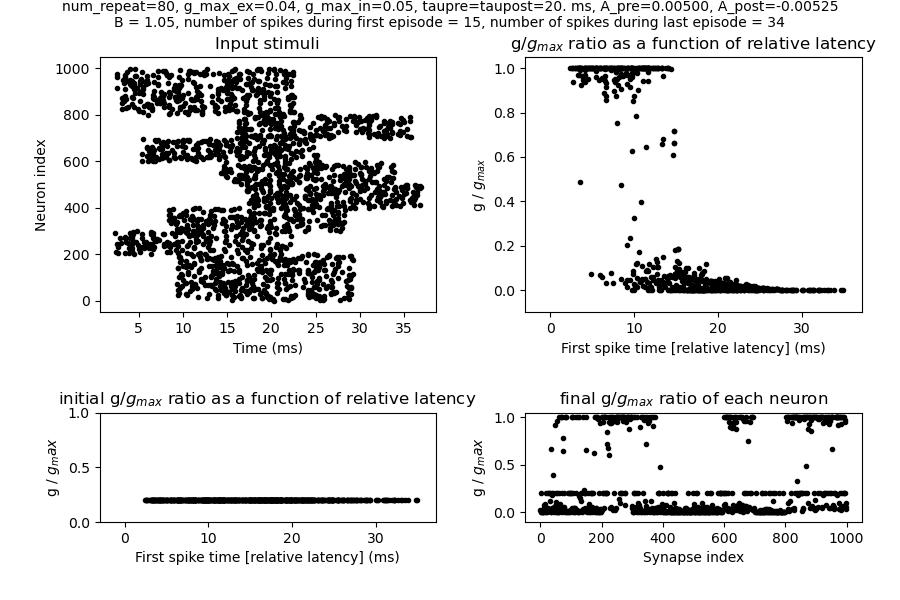 num_repeat=80, g_max_ex=0.04, g_max_in=0.05, taupre=taupost=20. ms, A_pre=0.00500, A_post=-0.00525
B = 1.05, number of spikes during first episode = 15, number of spikes during last episode = 34
Input stimuli
1000
800
600
400
200
0
Neuron index
5 10 15 20 25 30 35
Time (ms)
g/gmax ratio as a function of relative latency
1.0
0.8
0.6
0.4
0.2
0.0
g / gmax
0 10 20 30
First spike time [relative latency] (ms)
initial g/gmax ratio as a function of relative latency
1.0
0.5
0.0
g / gmax
0 10 20 30
First spike time [relative latency] (ms)
final g/gmax ratio of each neuron
1.0
0.5
0.0
g / gmax
0 200 400 600 800 1000
Synapse index